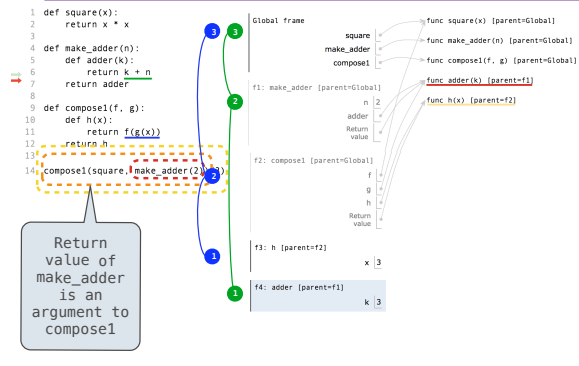 1 def square(x):
2 return x * x
3
4 def make_adder(n):
5 def adder(k):
6 return k + n
7 return adder
8
9 def compose1(f, g):
10 def h(x):
11 return f(g(x))
12 return h
13
14 compose1(square, make_adder(2))(3)
Return
value of
make_adder
is an
argument to
compose1
3
2
1
3
2
1
Global frame
square
make_adder
compose1
f1: make_adder [parent=Global]
n 2
adder
Return
value
f2: compose1 [parent=Global]
f
g
h
Return
value
f3: h [parent=f2]
x 3
f4: adder [parent=f1]
k 3
func square(x) [parent=Global]
func make_adder(n) [parent=Global]
func compose1(f, g) [parent=Global]
func adder(k) [parent=f1]
func h(x) [parent=f2]